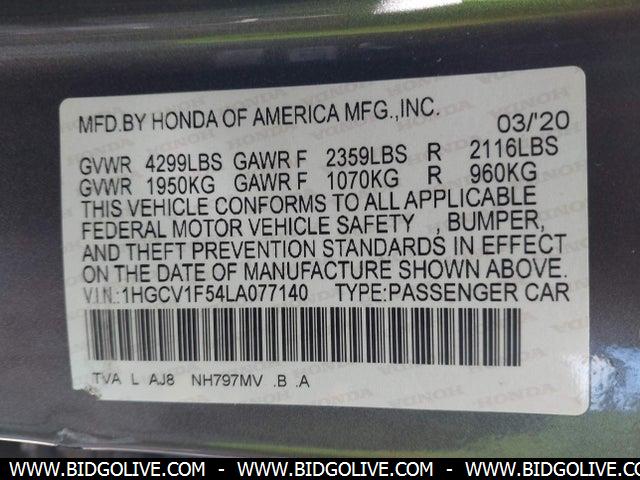 MFD.BY HONDA OF AMERICA MFG.,INC. 03/'20
GVWR 4299LBS GAWR F 2359LBS R 2116LBS
GVWR 1950KG GAWR F 1070KG R 960KG
THIS VEHICLE CONFORMS TO ALL APPLICABLE
FEDERAL MOTOR VEHICLE SAFETY , BUMPER,
AND THEFT PREVENTION STANDARDS IN EFFECT
ON THE DATE OF MANUFACTURE SHOWN ABOVE.
V.I.N.:1HGCV1F54LA077140 TYPE:PASSENGER CAR
TVA L AJ8 NH797MV .B .A
WWW.BIDGOLIVE.COM - WWW.BIDGOLIVE.COM - WWW.BIDGOLIVE.COM